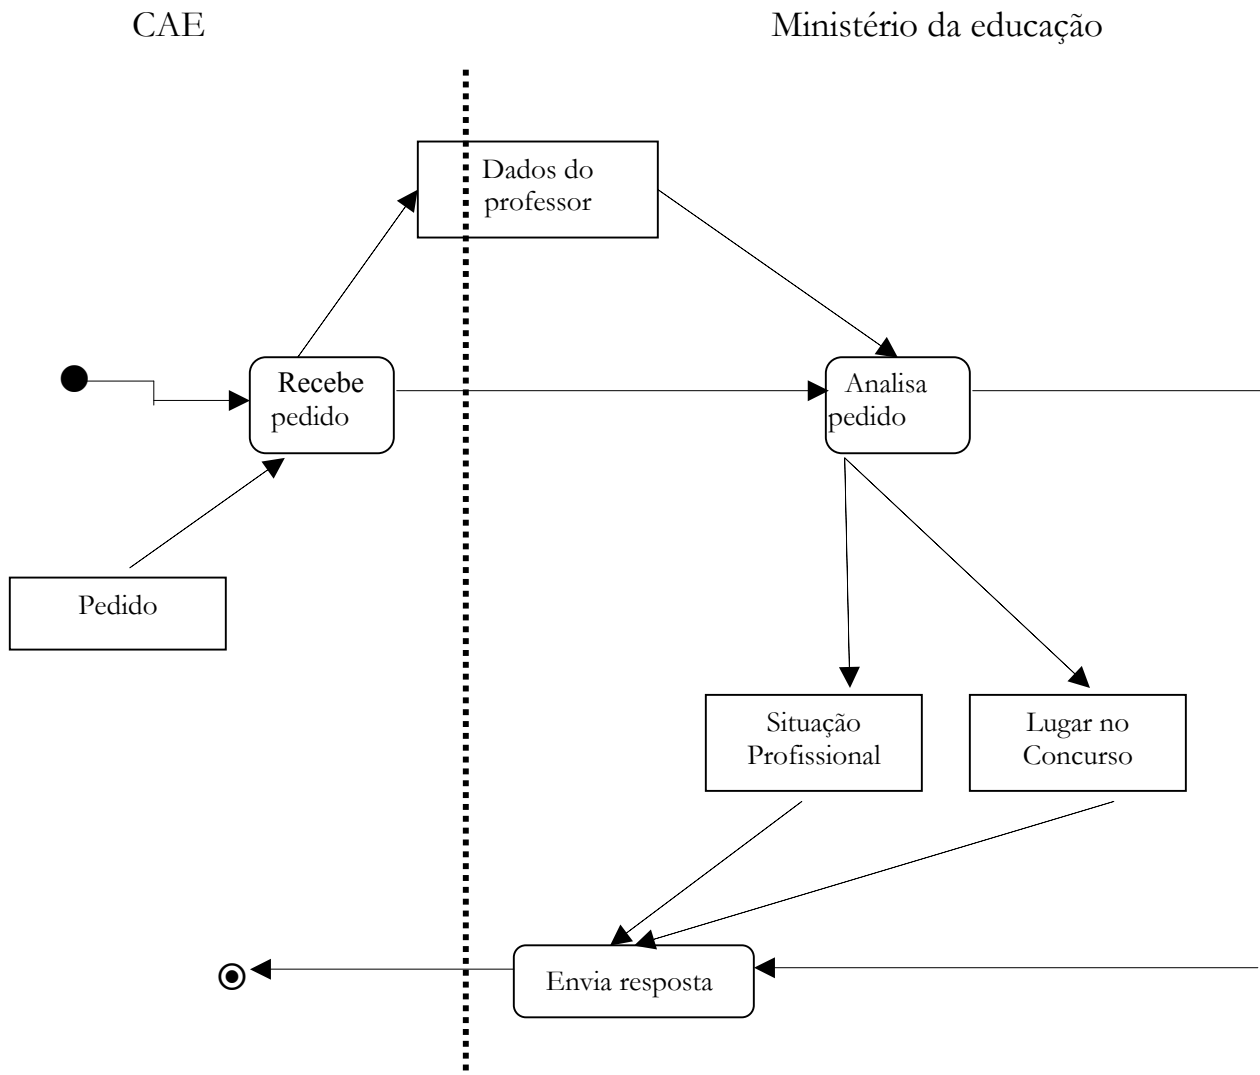 CAE
Ministério da educação
Dados do
professor
Recebe
pedido
Analisa
pedido
Pedido
Situação
Profissional
Lugar no
Concurso
Envia resposta